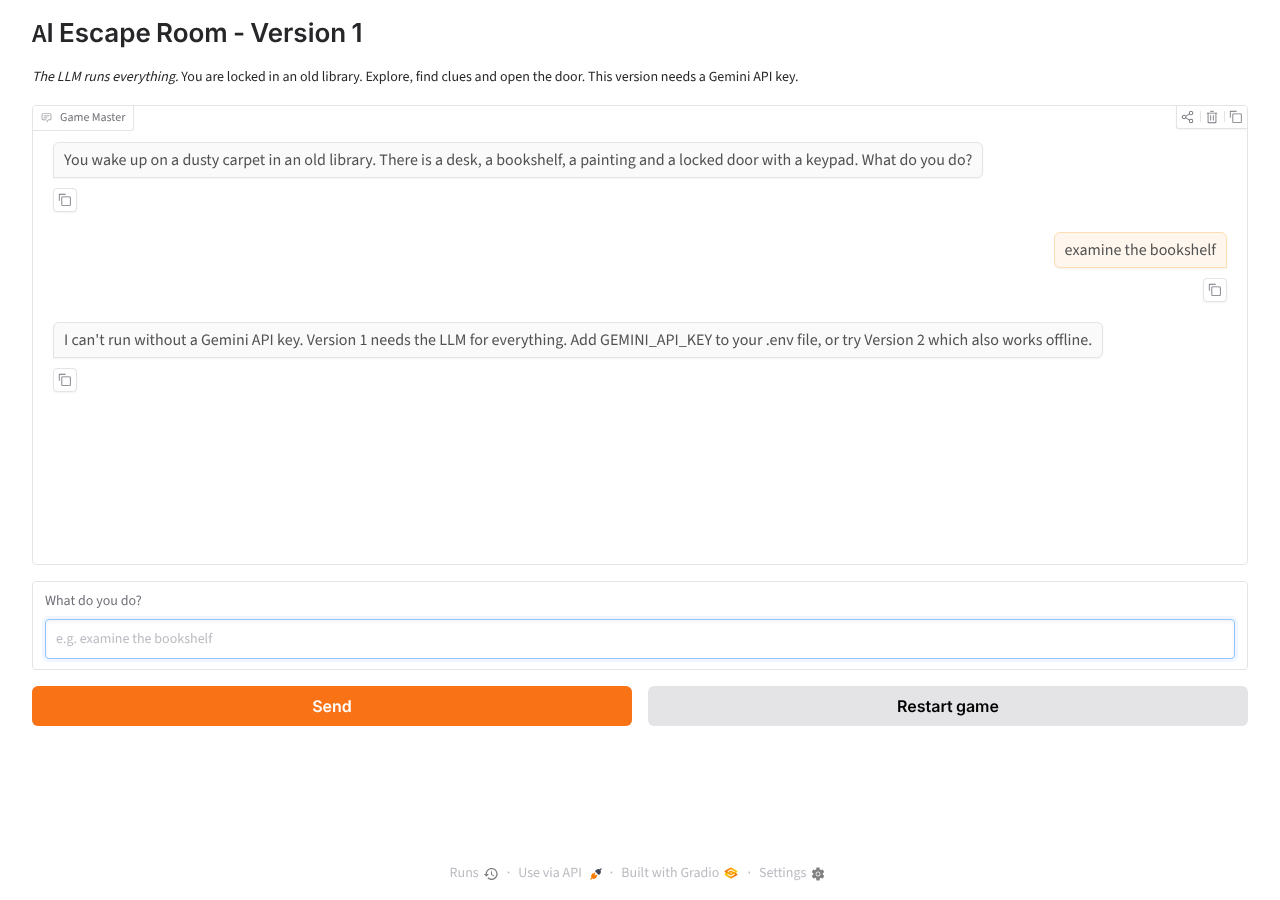 AI Escape Room - Version 1
The LLM runs everything. You are locked in an old library. Explore, find clues and open the door. This version needs a Gemini API key.
Game Master
You wake up on a dusty carpet in an old library. There is a desk, a bookshelf, a painting and a locked door with a keypad. What do you do?
examine the bookshelf
I can't run without a Gemini API key. Version 1 needs the LLM for everything. Add GEMINI_API_KEY to your .env file, or try Version 2 which also works offline.
What do you do?
e.g. examine the bookshelf
Send Restart game
Runs · Use via API · Built with Gradio · Settings